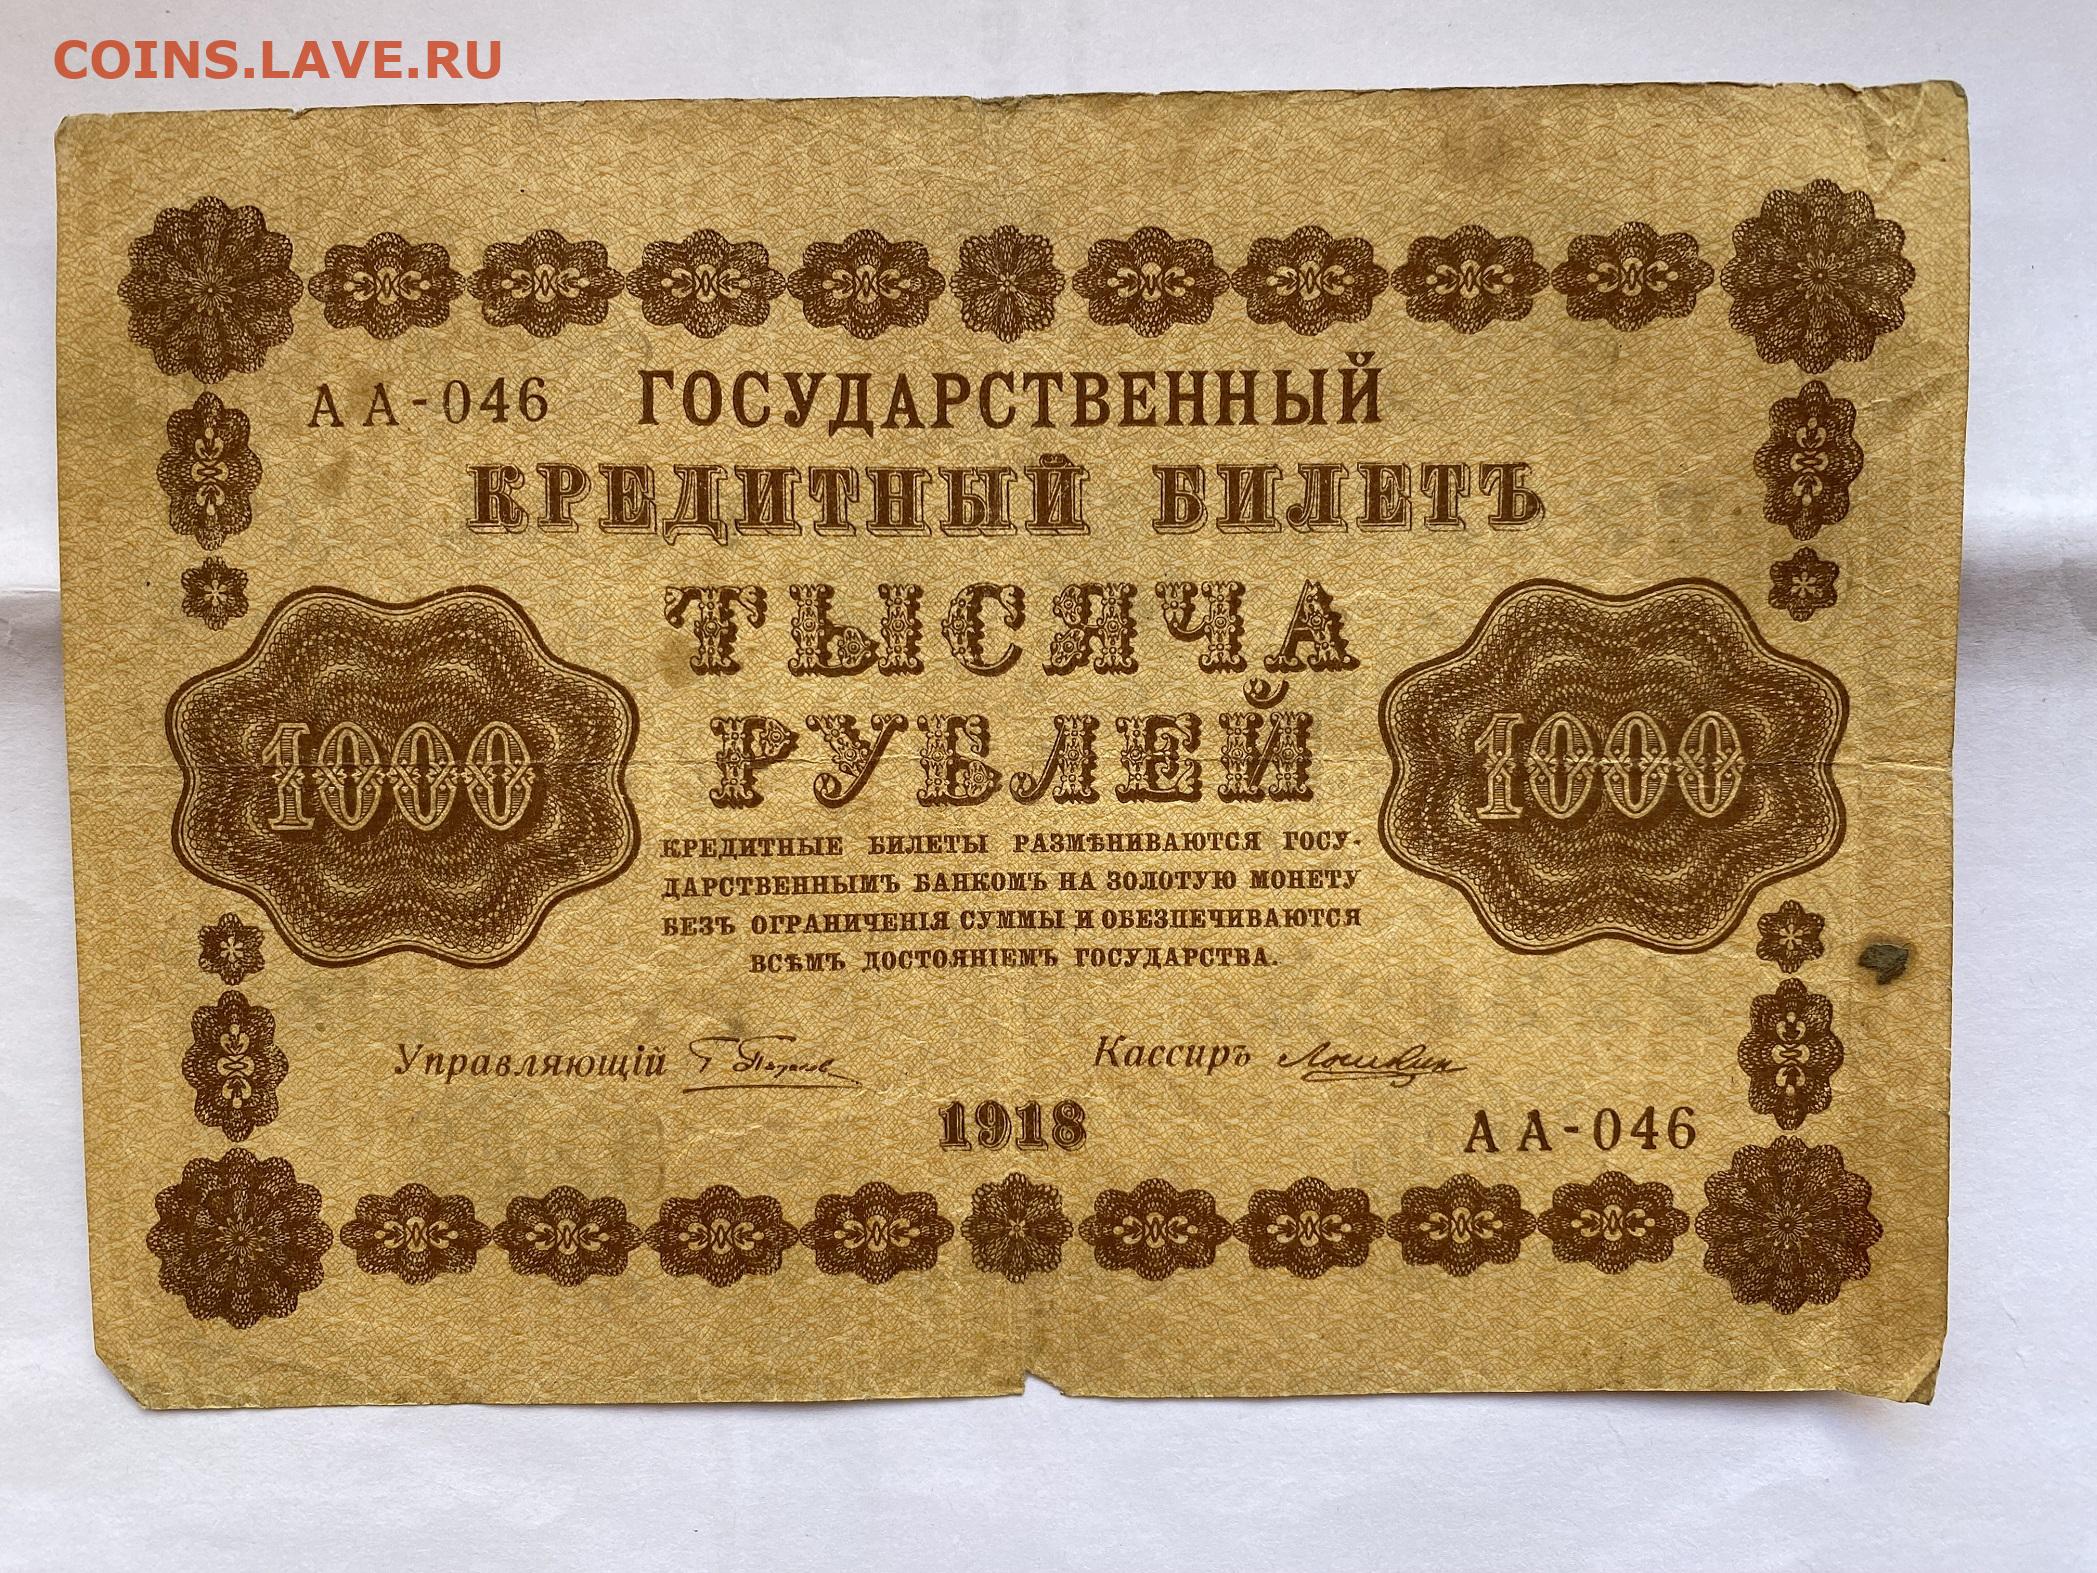 COINS.LAVE.RU
АА-046 ГОСУДАРСТВЕННЫЙ
КРЕДИТНЫЙ БИЛЕТЪ
ТЫСЯЧА
РУБЛЕЙ
1000 1000
КРЕДИТНЫЕ БИЛЕТЫ РАЗМѢНИВАЮТСЯ ГОСУ-
ДАРСТВЕННЫМЪ БАНКОМЪ НА ЗОЛОТУЮ МОНЕТУ
БЕЗЪ ОГРАНИЧЕНІЯ СУММЫ И ОБЕЗПЕЧИВАЮТСЯ
ВСѢМЪ ДОСТОЯНІЕМЪ ГОСУДАРСТВА.
Управляющій Кассиръ
1918
АА-046